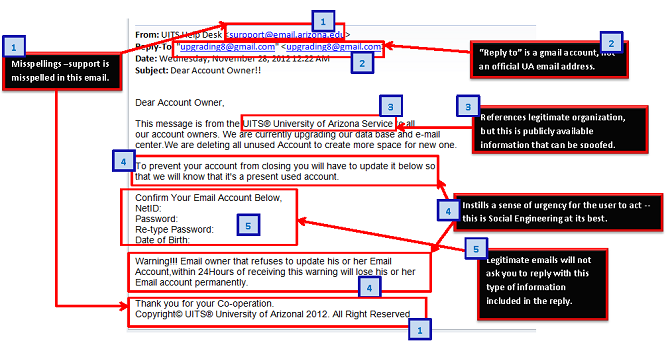 1
From: UITS Help Desk <surpport@email.arizona.edu>
Reply-To: "upgrading8@gmail.com" <upgrading8@gmail.com>
Date: Wednesday, November 28, 2012 12:22 AM
2
Subject: Dear Account Owner!!
1
Misspellings –support is
misspelled in this email.
2
"Reply to" is a gmail account, not
an official UA email address.
Dear Account Owner,
3
This message is from the UITS® University of Arizona Service to all
our account owners. We are currently upgrading our data base and e-mail
center.We are deleting all unused Account to create more space for new one.
3
References legitimate organization,
but this is publicly available
information that can be spoofed.
4
To prevent your account from closing you will have to update it below so
that we will know that it's a present used account.
Confirm Your Email Account Below,
NetID:
Password:
Re-type Password:
Date of Birth:
5
4
Instills a sense of urgency for the user to act --
this is Social Engineering at its best.
5
Legitimate emails will not
ask you to reply with this
type of information
included in the reply.
Warning!!! Email owner that refuses to update his or her Email
Account,within 24Hours of receiving this warning will lose his or her
Email account permanently.
4
Thank you for your Co-operation.
Copyright© UITS® University of Arizonal 2012. All Right Reserved
1